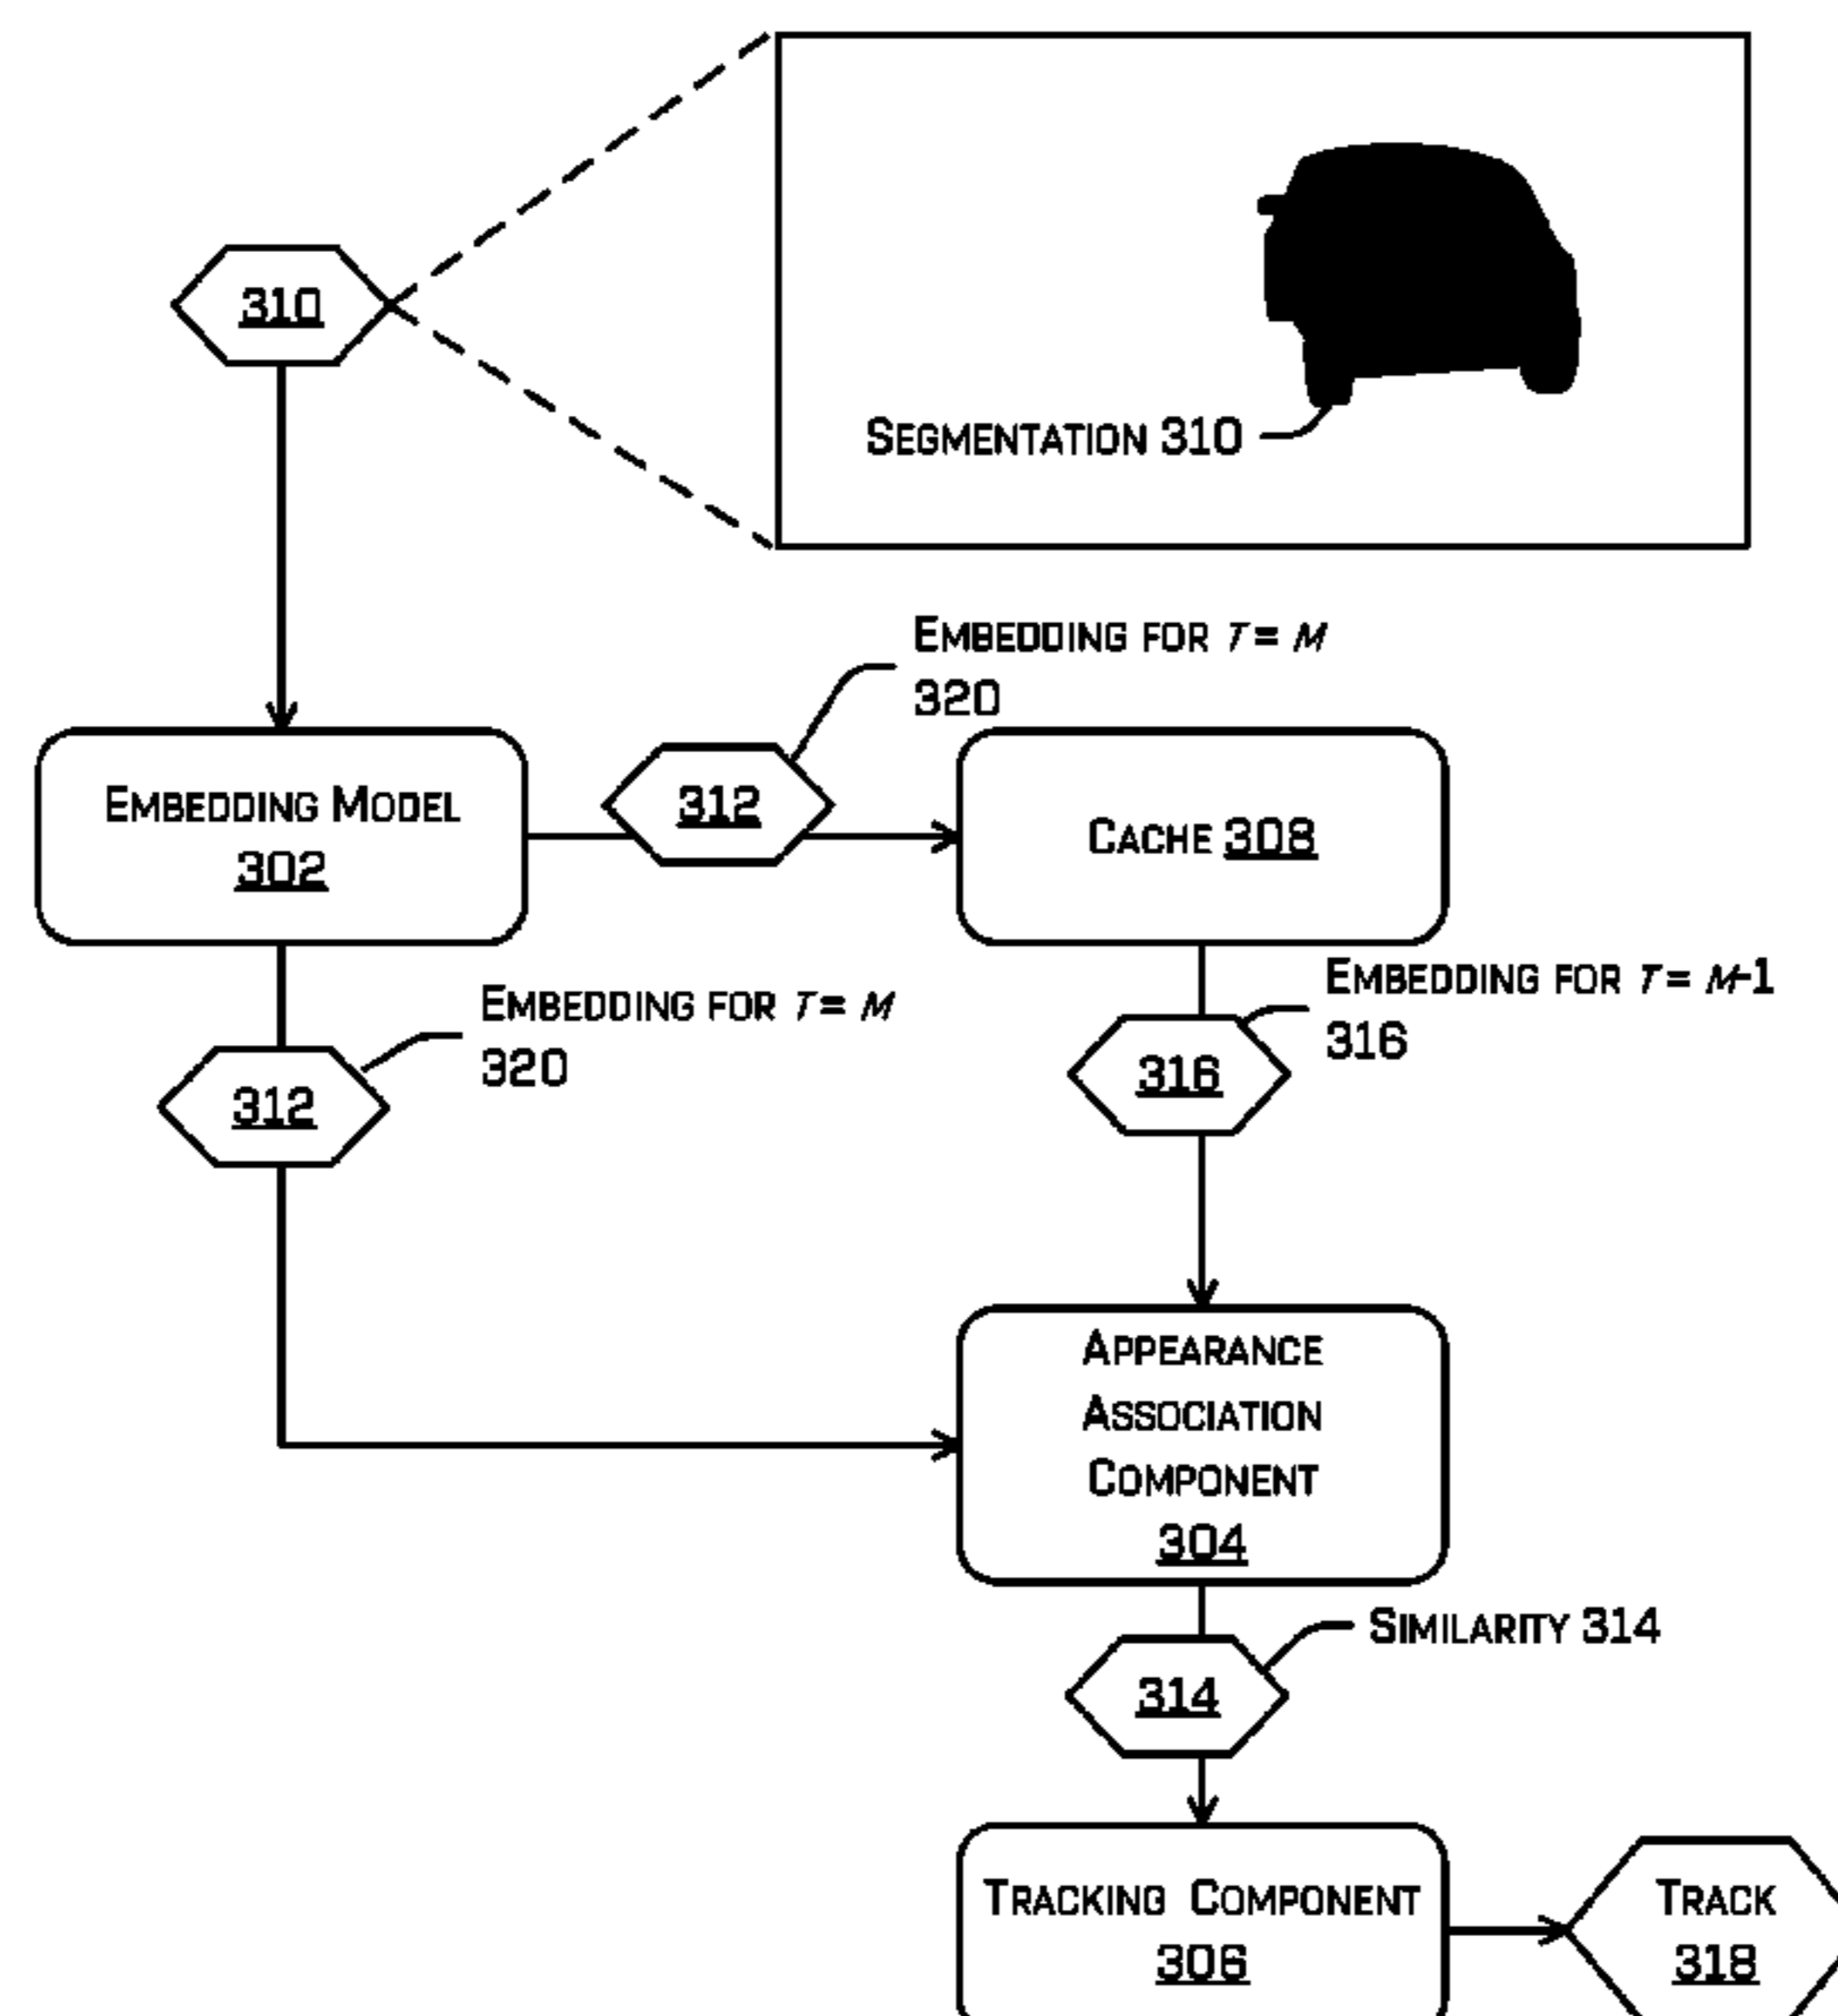 310
SEGMENTATION 310
EMBEDDING FOR T = M
320
EMBEDDING MODEL
302
312
CACHE 308
EMBEDDING FOR T = M
320
312
EMBEDDING FOR T = M-1
316
316
APPEARANCE
ASSOCIATION
COMPONENT
304
SIMILARITY 314
314
TRACKING COMPONENT
306
TRACK
318